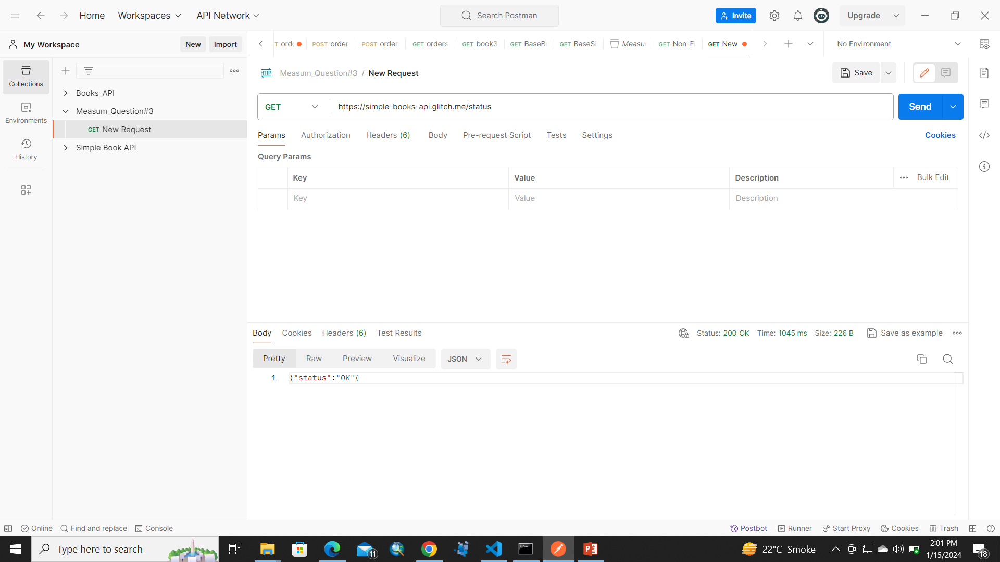 Home
Workspaces
API Network
Search Postman
Invite
Upgrade
My Workspace
New
Import
orde
POST order
POST order
GET orders
GET book3
GET BaseB
GET BaseSi
Measu
GET Non-Fi
GET New
No Environment
Collections
Environments
History
Books_API
Measum_Question#3
GET New Request
Simple Book API
HTTP
Measum_Question#3 / New Request
Save
GET
https://simple-books-api.glitch.me/status
Send
Params
Authorization
Headers (6)
Body
Pre-request Script
Tests
Settings
Cookies
Query Params
Key
Value
Description
Bulk Edit
Key
Value
Description
Body
Cookies
Headers (6)
Test Results
Status: 200 OK
Time: 1045 ms
Size: 226 B
Save as example
Pretty
Raw
Preview
Visualize
JSON
1
{"status":"OK"}
Online
Find and replace
Console
Postbot
Runner
Start Proxy
Cookies
Trash
Type here to search
11
22°C Smoke
2:01 PM
1/15/2024
18